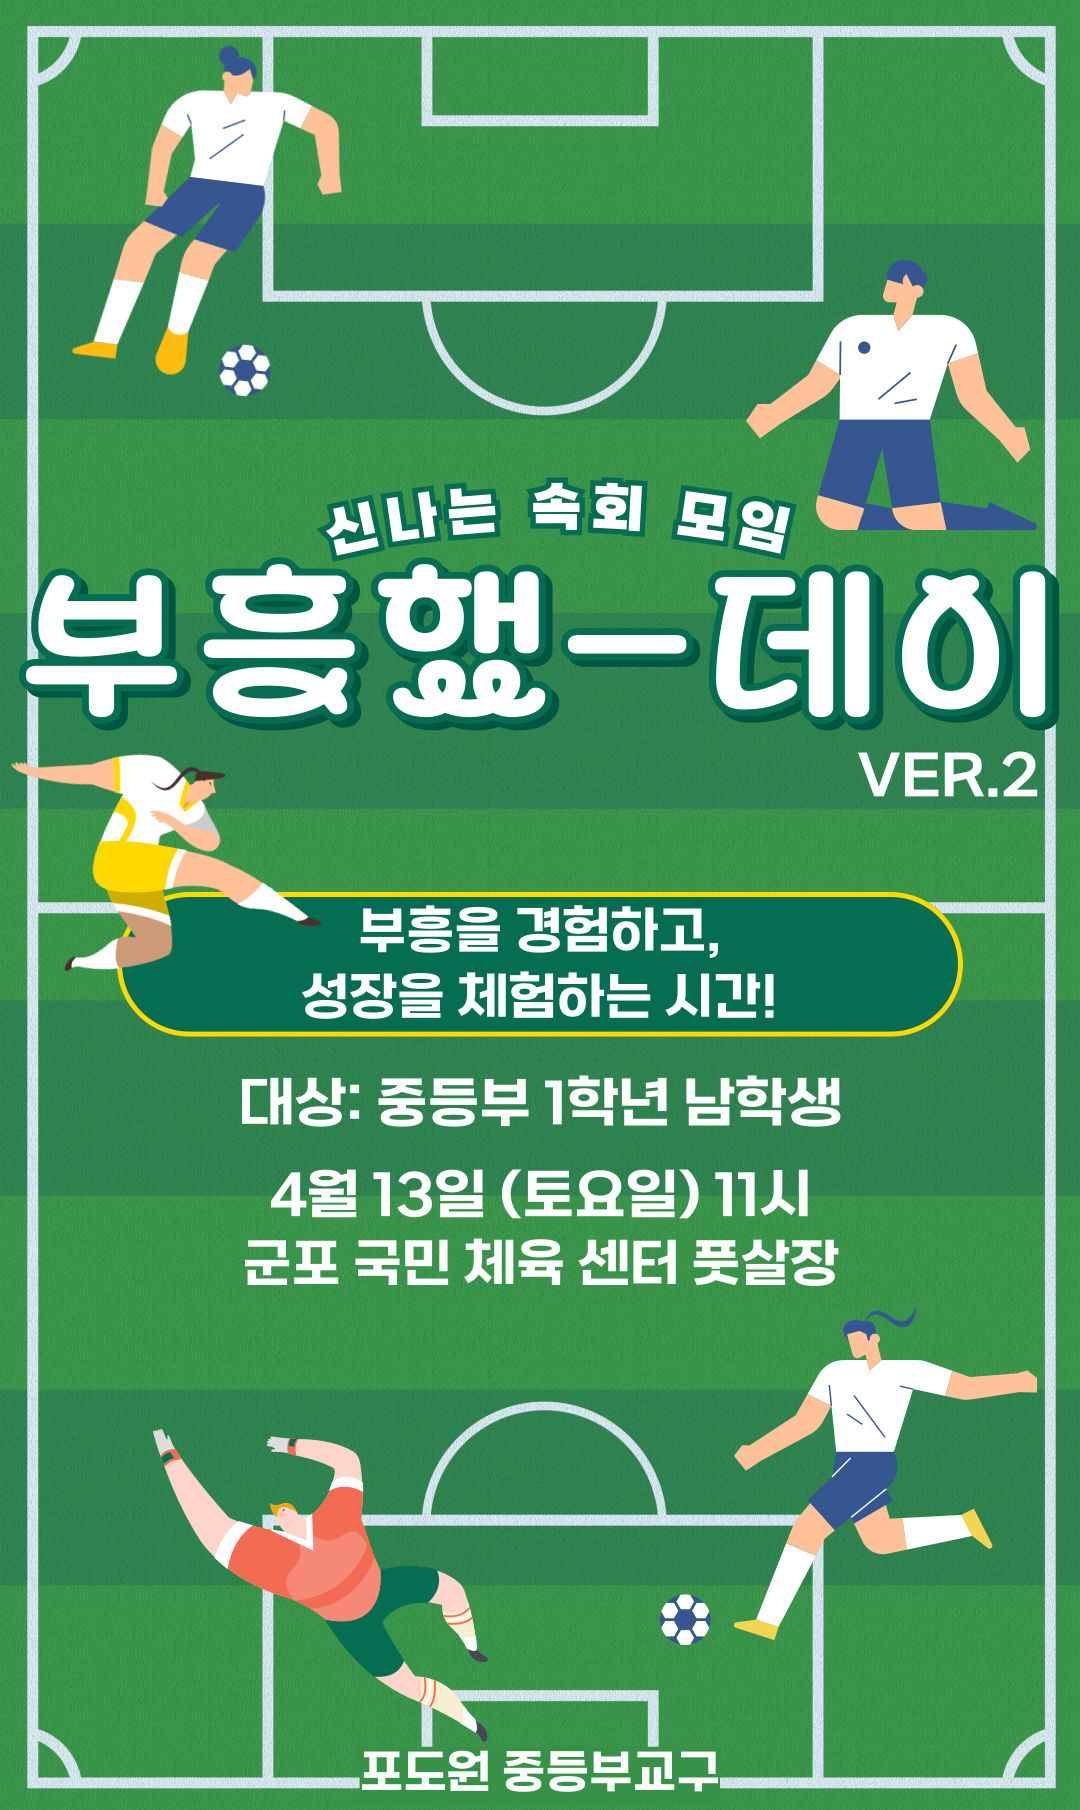 신나는 속회 모임
부흥했-데이
VER.2
부흥을 경험하고,
성장을 체험하는 시간!
대상: 중등부 1학년 남학생
4월 13일 (토요일) 11시
군포 국민 체육 센터 풋살장
포도원 중등부교구